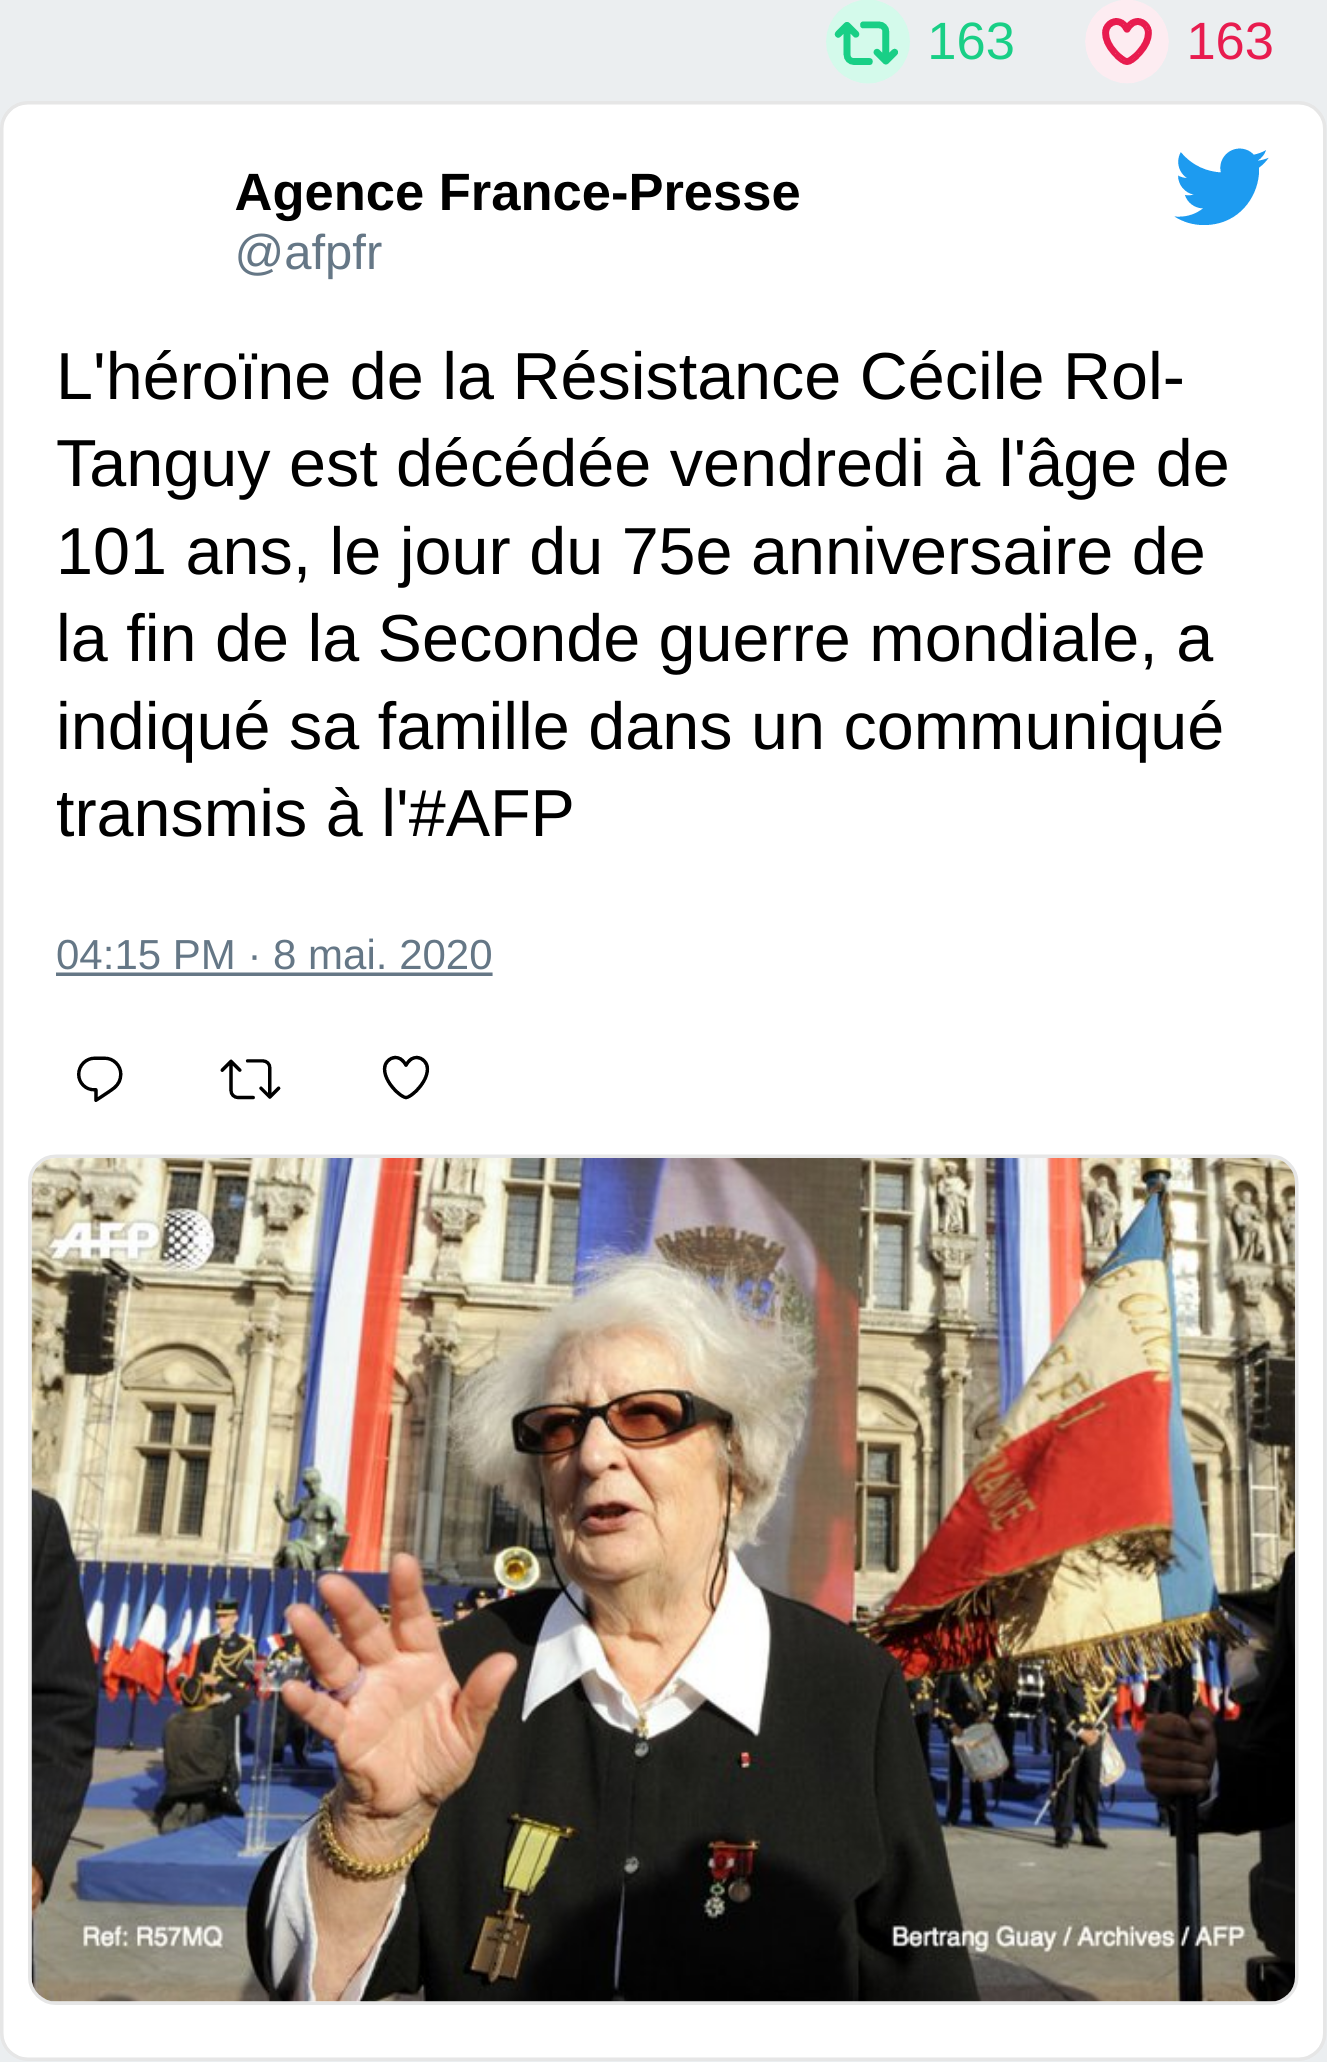 163 163
Agence France-Presse
@afpfr
L'héroïne de la Résistance Cécile Rol-
Tanguy est décédée vendredi à l'âge de
101 ans, le jour du 75e anniversaire de
la fin de la Seconde guerre mondiale, a
indiqué sa famille dans un communiqué
transmis à l'#AFP
04:15 PM · 8 mai. 2020
AFP
Ref: R57MQ
Bertrang Guay / Archives / AFP